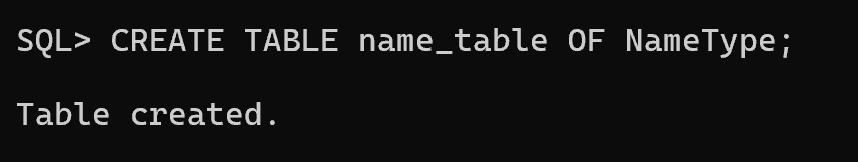 SQL> CREATE TABLE name_table OF NameType;
Table created.